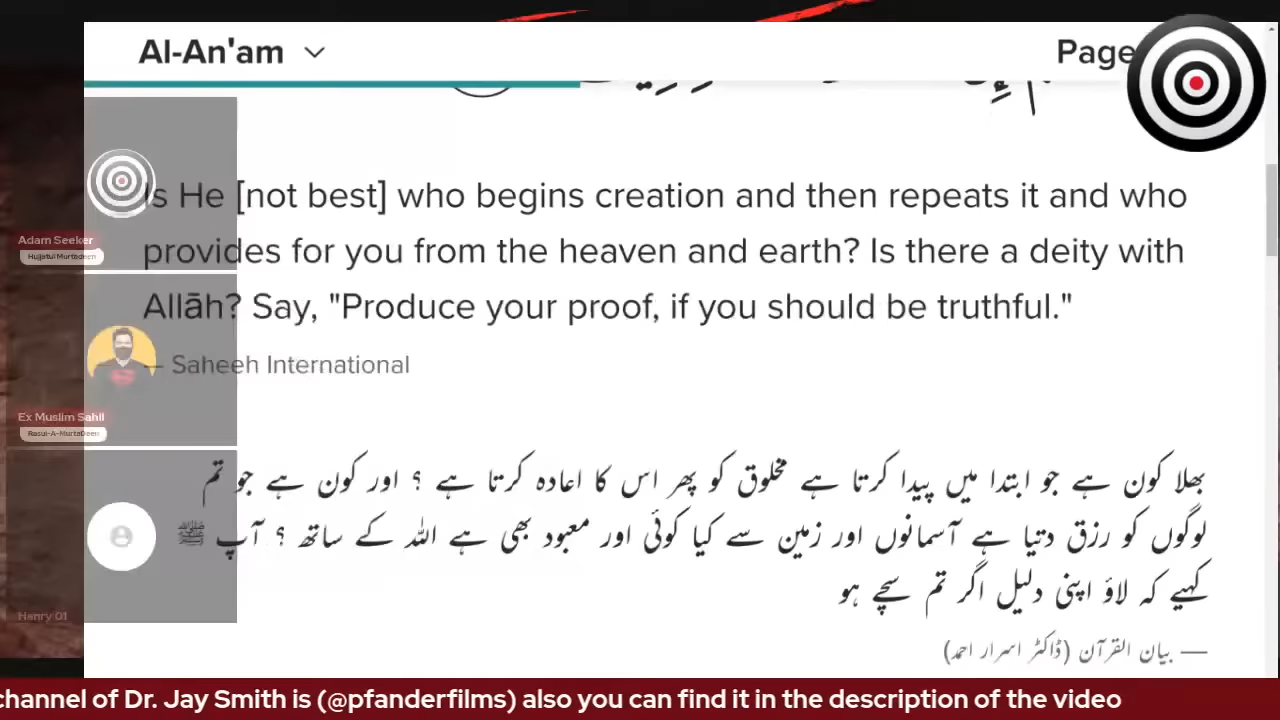 Al-An'am
Page
Is He [not best] who begins creation and then repeats it and who
provides for you from the heaven and earth? Is there a deity with
Allāh? Say, "Produce your proof, if you should be truthful."
— Saheeh International
Adam Seeker
Hujjatul Murtadeen
Ex Muslim Sahil
Rasul-A-MurtaDeen
Henry 01
بھلا کون ہے جو ابتدا میں پیدا کرتا ہے مخلوق کو پھر اس کا اعادہ کرتا ہے ؟ اور کون ہے جو تم
لوگوں کو رزق دتیا ہے آسمانوں اور زمین سے کیا کوئی اور معبود بھی ہے اللہ کے ساتھ ؟ آپ ﷺ
کہیے کہ لاؤ اپنی دلیل اگر تم سچے ہو
— بیان القرآن (ڈاکٹر اسرار احمد)
channel of Dr. Jay Smith is (@pfanderfilms) also you can find it in the description of the video